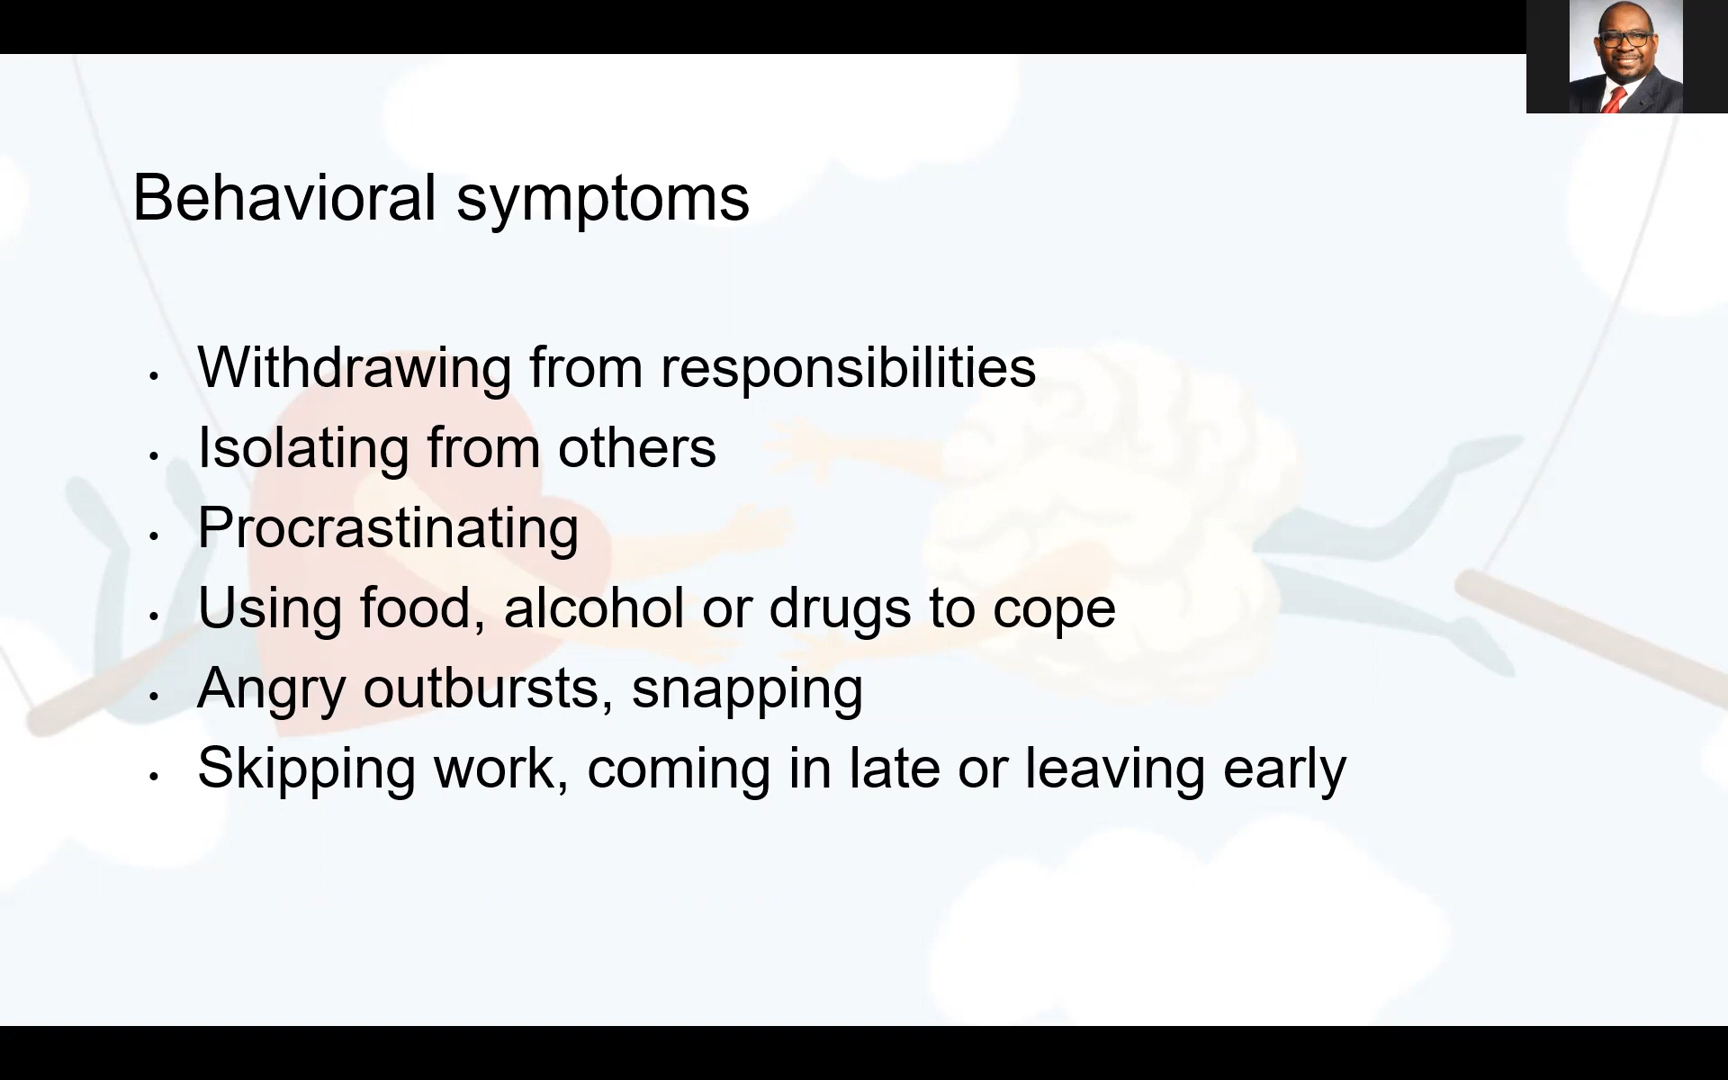 Behavioral symptoms
• Withdrawing from responsibilities
• Isolating from others
• Procrastinating
• Using food, alcohol or drugs to cope
• Angry outbursts, snapping
• Skipping work, coming in late or leaving early